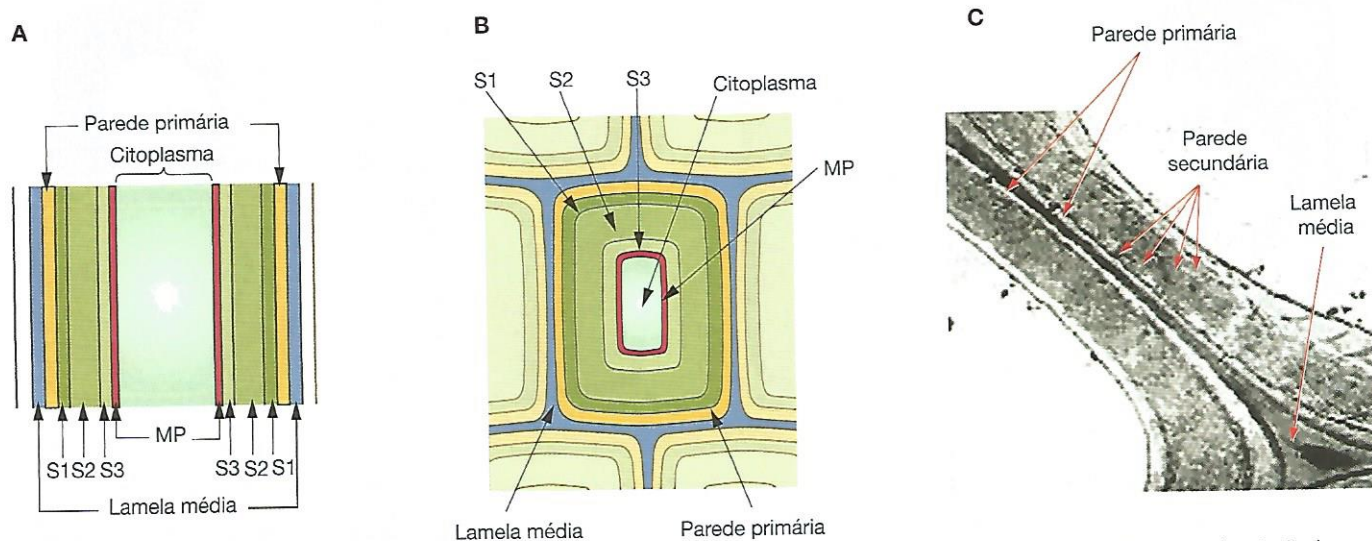 A
Parede primária
Citoplasma
MP
S1 S2 S3
S3 S2 S1
Lamela média
B
S1
S2
S3
Citoplasma
MP
Lamela média
Parede primária
C
Parede primária
Parede
secundária
Lamela
média